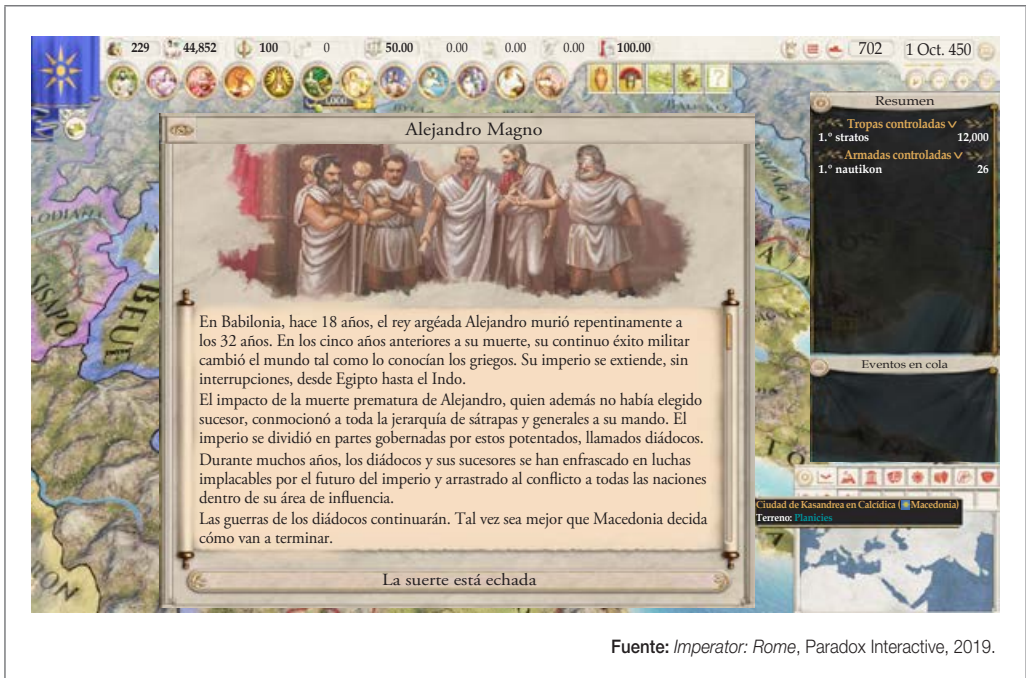 229 44,852 100 0 50.00 0.00 0.00 0.00 100.00 702 1 Oct. 450
Resumen
Tropas controladas
1.º stratos 12,000
Armadas controladas
1.º nautikon 26
Alejandro Magno
LODIANA
SISAPO
BEUE
En Babilonia, hace 18 años, el rey argéada Alejandro murió repentinamente a
los 32 años. En los cinco años anteriores a su muerte, su continuo éxito militar
cambió el mundo tal como lo conocían los griegos. Su imperio se extiende, sin
interrupciones, desde Egipto hasta el Indo.
El impacto de la muerte prematura de Alejandro, quien además no había elegido
sucesor, conmocionó a toda la jerarquía de sátrapas y generales a su mando. El
imperio se dividió en partes gobernadas por estos potentados, llamados diádocos.
Durante muchos años, los diádocos y sus sucesores se han enfrascado en luchas
implacables por el futuro del imperio y arrastrado al conflicto a todas las naciones
dentro de su área de influencia.
Las guerras de los diádocos continuarán. Tal vez sea mejor que Macedonia decida
cómo van a terminar.
La suerte está echada
Eventos en cola
Ciudad de Kasandrea en Calcídica (Macedonia)
Terreno: Planicies
Fuente: Imperator: Rome, Paradox Interactive, 2019.